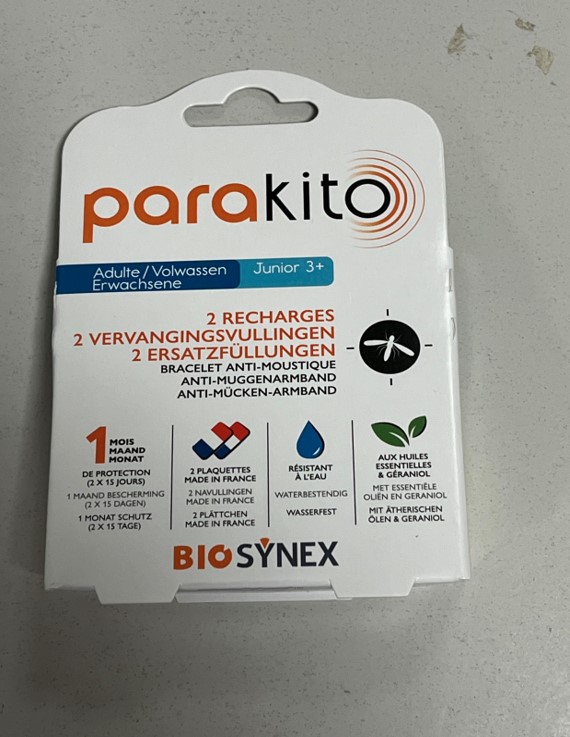 parakito
Adulte/Volwassen
Erwachsene
Junior 3+
2 RECHARGES
2 VERVANGINGSVULLINGEN
2 ERSATZFÜLLUNGEN
BRACELET ANTI-MOUSTIQUE
ANTI-MUGGENARMBAND
ANTI-MÜCKEN-ARMBAND
1 MOIS
MAAND
MONAT
DE PROTECTION
(2 X 15 JOURS)
1 MAAND BESCHERMING
(2 X 15 DAGEN)
1 MONAT SCHUTZ
(2 X 15 TAGE)
2 PLAQUETTES
MADE IN FRANCE
2 NAVULLINGEN
MADE IN FRANCE
2 PLÄTTCHEN
MADE IN FRANCE
RÉSISTANT
À L'EAU
WATERBESTENDIG
WASSERFEST
AUX HUILES
ESSENTIELLES
& GÉRANIOL
MET ESSENTIËLE
OLIËN EN GERANIOL
MIT ÄTHERISCHEN
ÖLEN & GERANIOL
BIOSYNEX